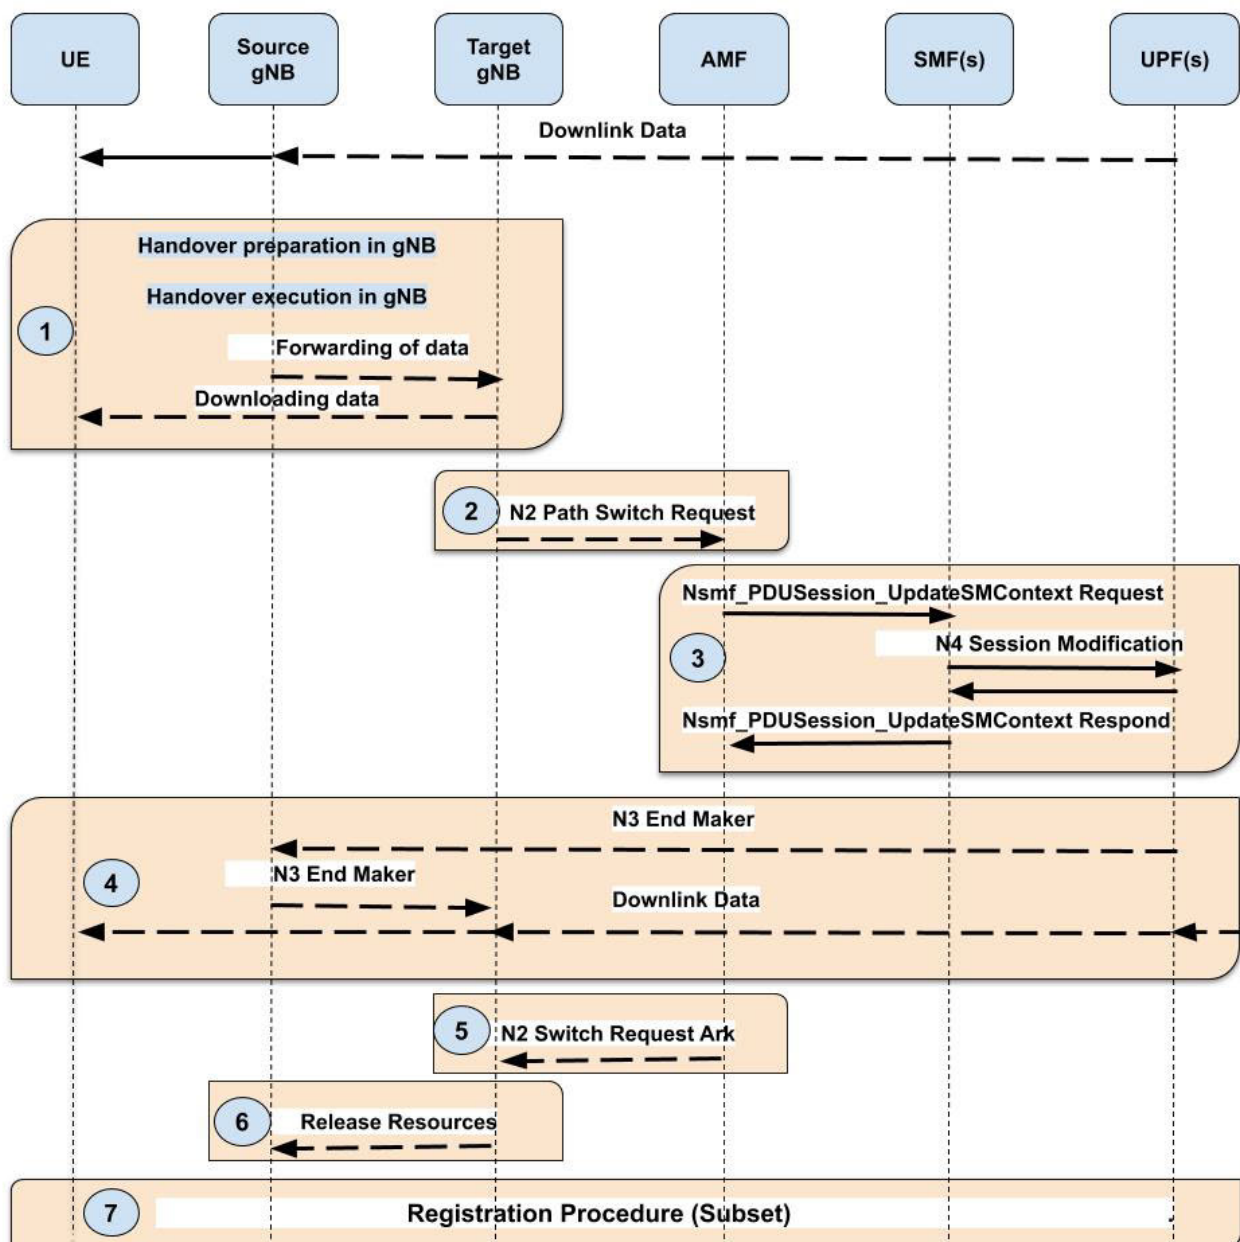 UE
Source
gNB
Target
gNB
AMF
SMF(s)
UPF(s)
Downlink Data
Handover preparation in gNB
Handover execution in gNB
1
Forwarding of data
Downloading data
2
N2 Path Switch Request
Nsmf_PDUSession_UpdateSMContext Request
N4 Session Modification
3
Nsmf_PDUSession_UpdateSMContext Respond
N3 End Maker
4
N3 End Maker
Downlink Data
5
N2 Switch Request Ark
6
Release Resources
7
Registration Procedure (Subset)